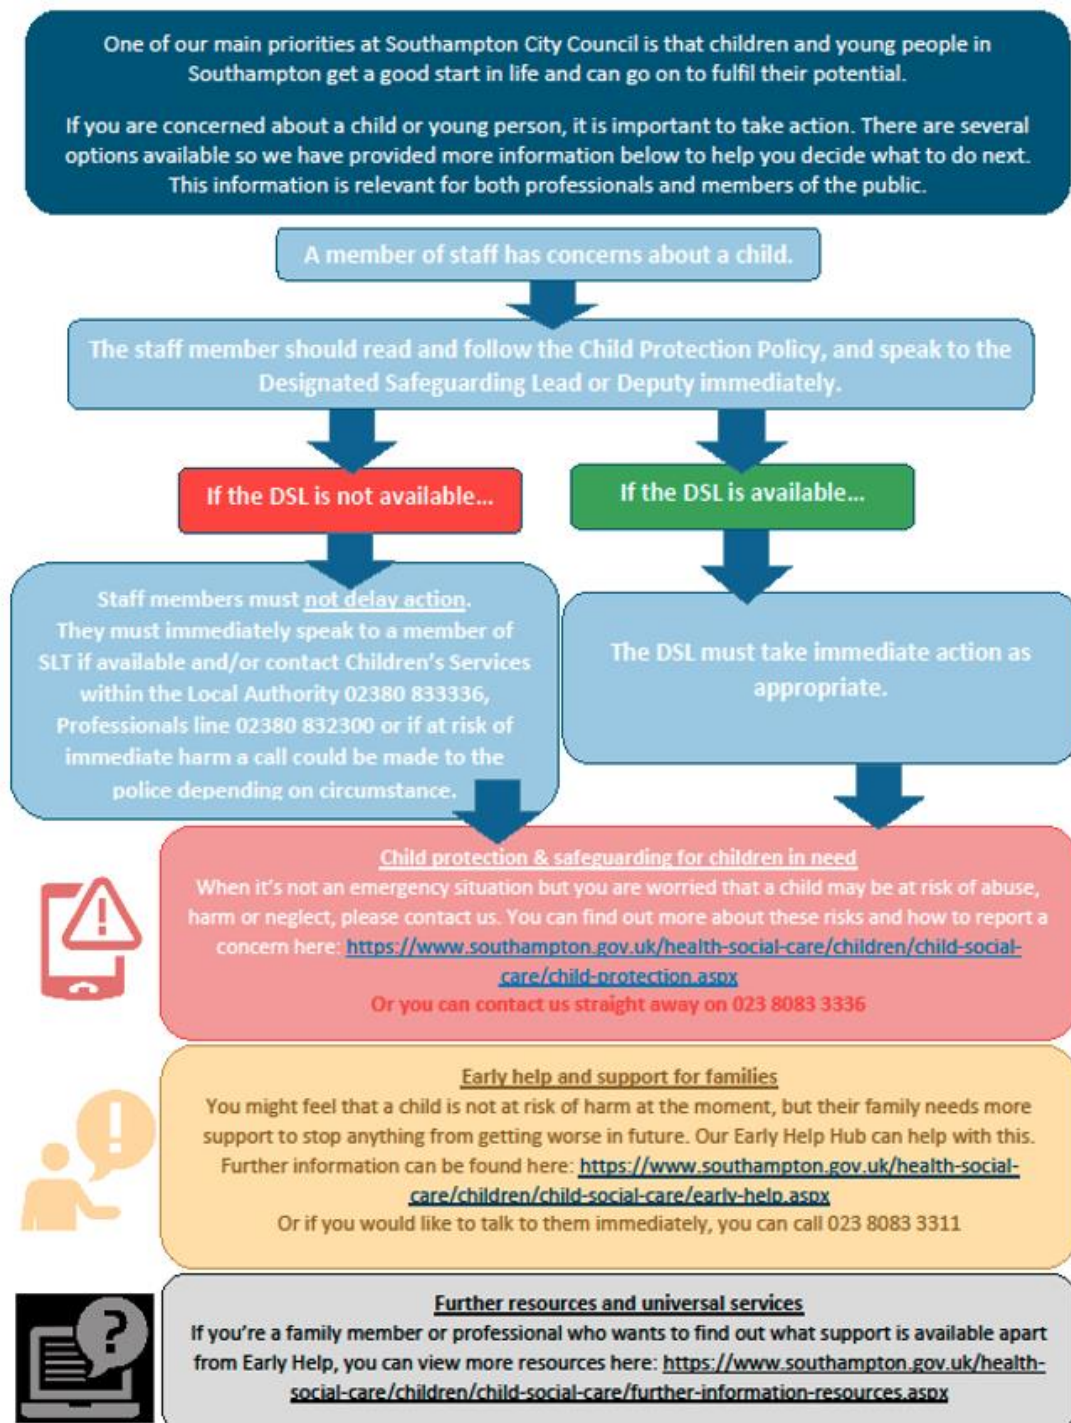 One of our main priorities at Southampton City Council is that children and young people in
Southampton get a good start in life and can go on to fulfil their potential.
If you are concerned about a child or young person, it is important to take action. There are several
options available so we have provided more information below to help you decide what to do next.
This information is relevant for both professionals and members of the public.
A member of staff has concerns about a child.
The staff member should read and follow the Child Protection Policy, and speak to the
Designated Safeguarding Lead or Deputy immediately.
If the DSL is not available...
If the DSL is available...
Staff members must not delay action.
They must immediately speak to a member of
SLT if available and/or contact Children's Services
within the Local Authority 02380 833336,
Professionals line 02380 832300 or if at risk of
immediate harm a call could be made to the
police depending on circumstance.
The DSL must take immediate action as
appropriate.
Child protection & safeguarding for children in need
When it's not an emergency situation but you are worried that a child may be at risk of abuse,
harm or neglect, please contact us. You can find out more about these risks and how to report a
concern here: https://www.southampton.gov.uk/health-social-care/children/child-social-
care/child-protection.aspx
Or you can contact us straight away on 023 8083 3336
Early help and support for families
You might feel that a child is not at risk of harm at the moment, but their family needs more
support to stop anything from getting worse in future. Our Early Help Hub can help with this.
Further information can be found here: https://www.southampton.gov.uk/health-social-
care/children/child-social-care/early-help.aspx
Or if you would like to talk to them immediately, you can call 023 8083 3311
Further resources and universal services
If you're a family member or professional who wants to find out what support is available apart
from Early Help, you can view more resources here: https://www.southampton.gov.uk/health-
social-care/children/child-social-care/further-information-resources.aspx